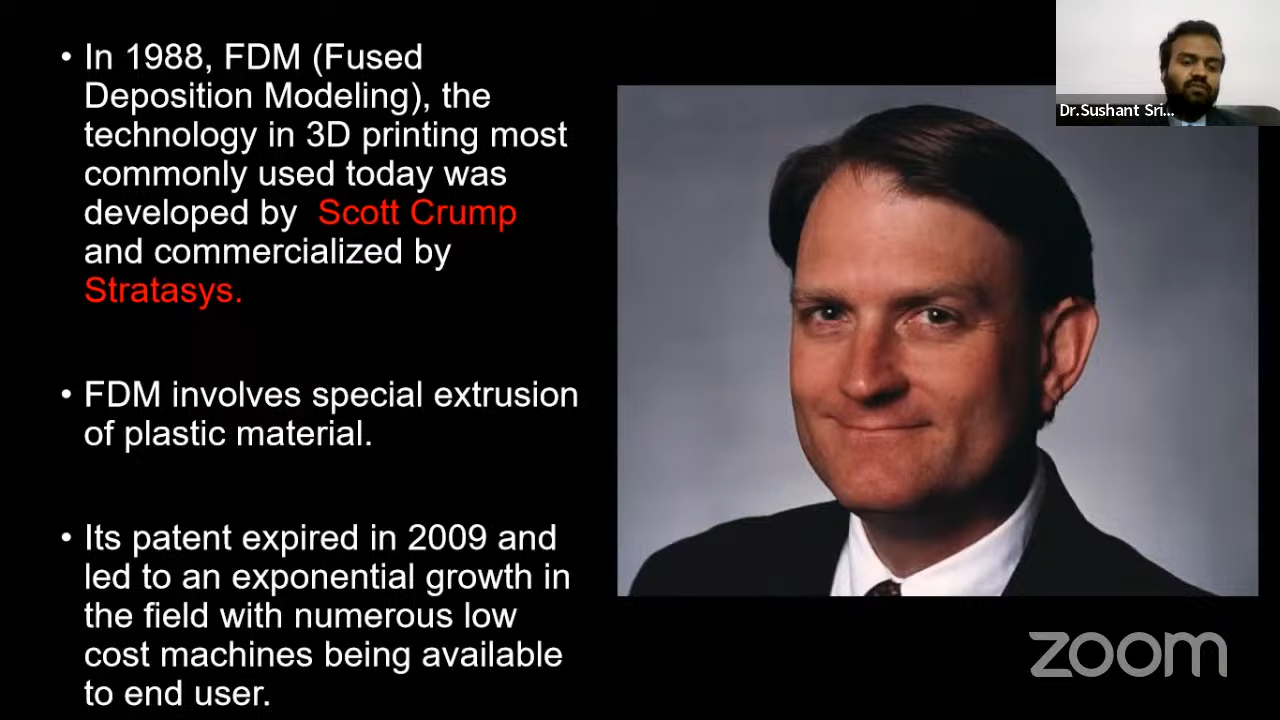 • In 1988, FDM (Fused
Deposition Modeling), the
technology in 3D printing most
commonly used today was
developed by Scott Crump
and commercialized by
Stratasys.
• FDM involves special extrusion
of plastic material.
• Its patent expired in 2009 and
led to an exponential growth in
the field with numerous low
cost machines being available
to end user.
Dr.Sushant Sri...
zoom